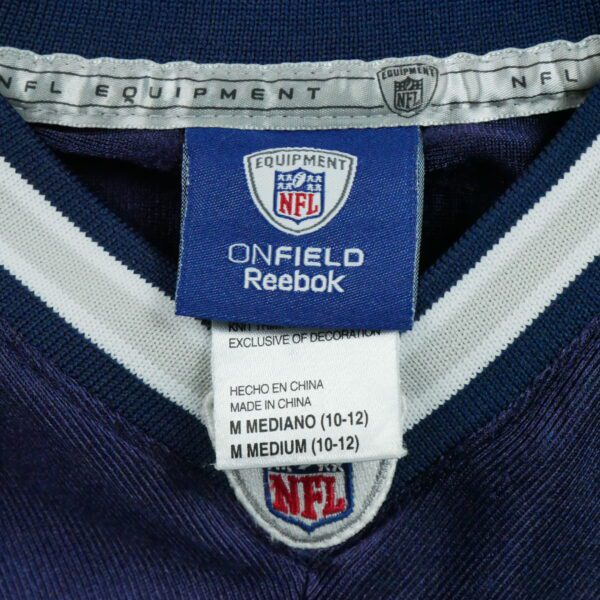 NFL EQUIPMENT
EQUIPMENT
NFL
NFL
EQUIPMENT
NFL
ONFIELD
Reebok
EXCLUSIVE OF DECORATION
HECHO EN CHINA
MADE IN CHINA
M MEDIANO (10-12)
M MEDIUM (10-12)
NFL